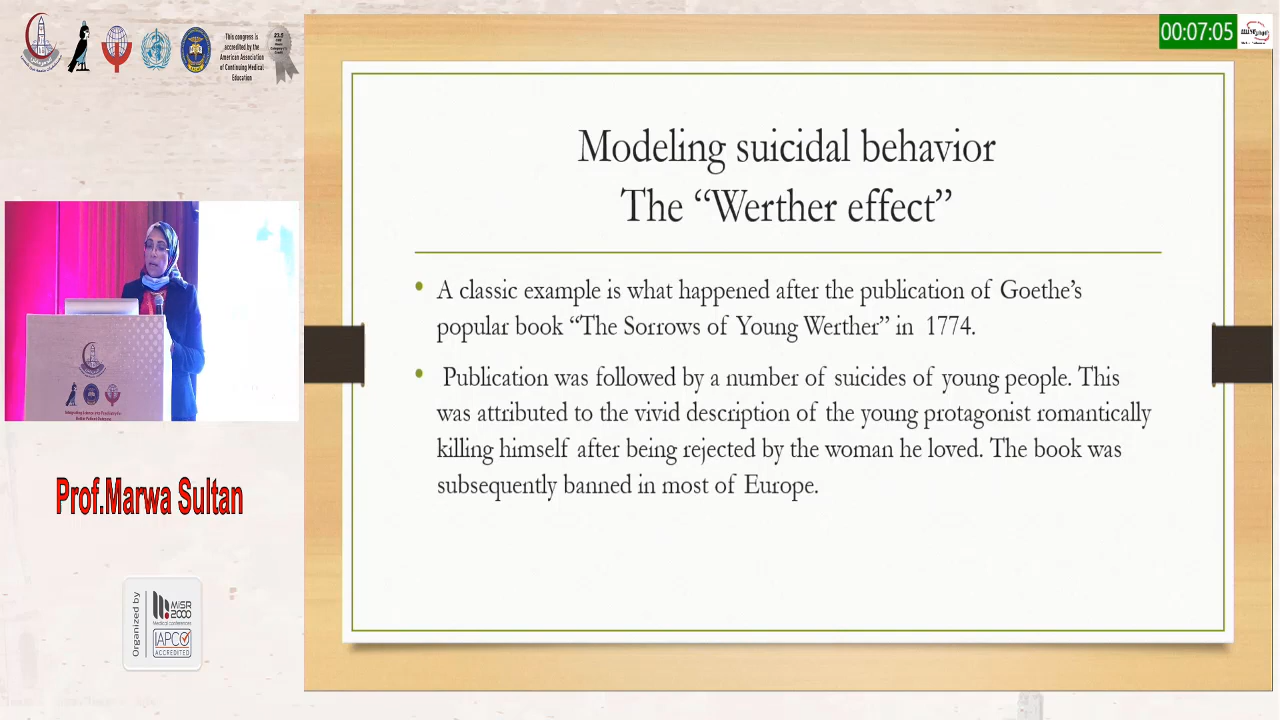 This congress is
accredited by the
American Association
of Continuing Medical
Education
00:07:05
Modeling suicidal behavior
The “Werther effect”
• A classic example is what happened after the publication of Goethe’s
popular book “The Sorrows of Young Werther” in 1774.
• Publication was followed by a number of suicides of young people. This
was attributed to the vivid description of the young protagonist romantically
killing himself after being rejected by the woman he loved. The book was
subsequently banned in most of Europe.
Prof.Marwa Sultan
Organized by
MiSR
2000
Medical conferences
IAPCO
ACCREDITED